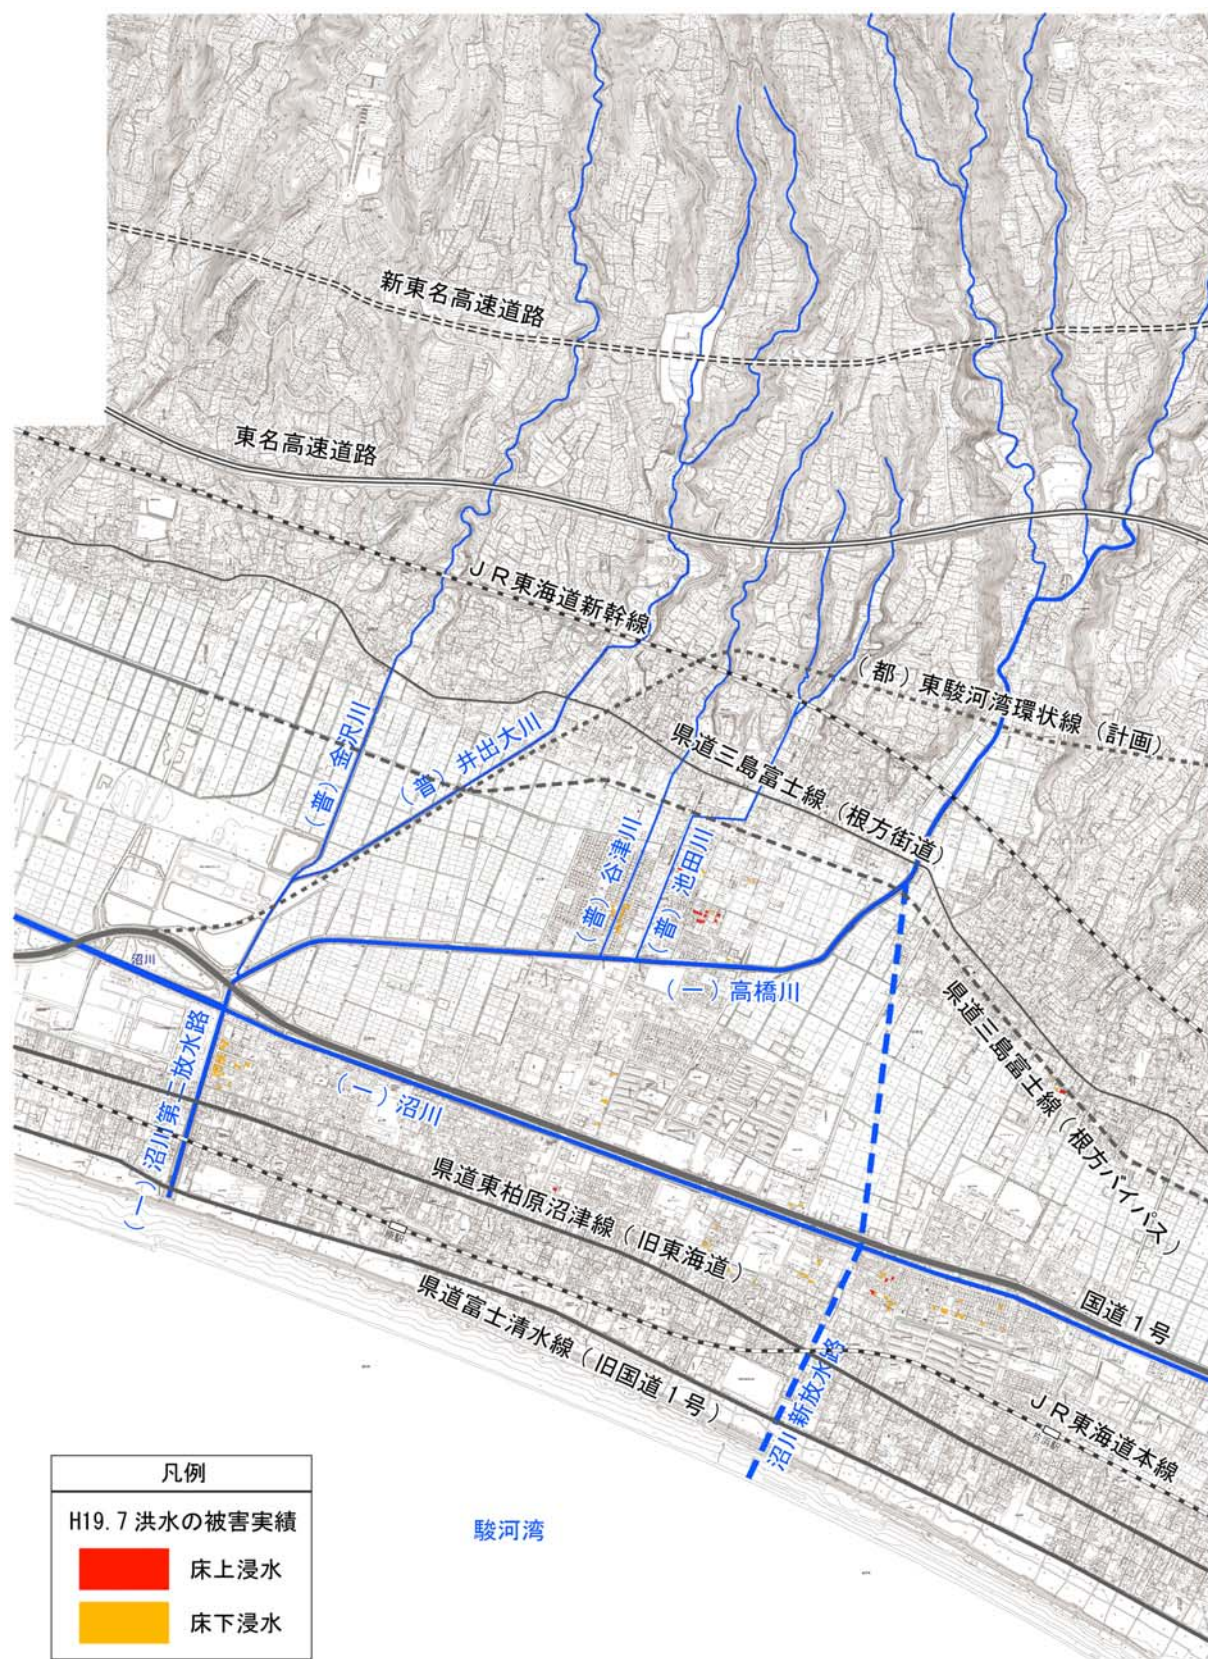 新東名高速道路
東名高速道路
JR東海道新幹線
(都)東駿河湾環状線(計画)
(普)金沢川
(普)井出大川
県道三島富士線(根方街道)
(普)谷津川
(普)池田川
沼川
(一)高橋川
県道三島富士線(根方バイパス)
(一)沼川第二放水路
(一)沼川
県道東柏原沼津線(旧東海道)
原駅
県道富士清水線(旧国道1号)
国道1号
沼川新放水路
JR東海道本線
片浜駅
駿河湾
凡例
H19.7洪水の被害実績
床上浸水
床下浸水